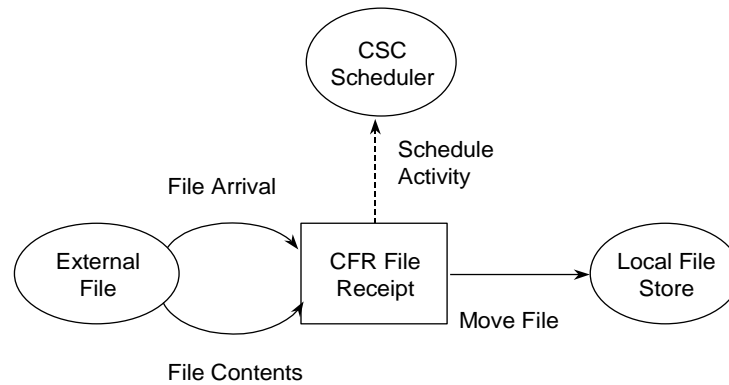 CSC
Scheduler
Schedule
Activity
File Arrival
External
File
CFR File
Receipt
Local File
Store
Move File
File Contents